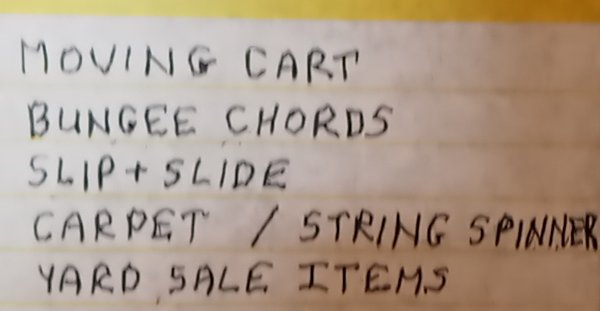 MOVING CART
BUNGEE CHORDS
SLIP + SLIDE
CARPET / STRING SPINNER
YARD SALE ITEMS